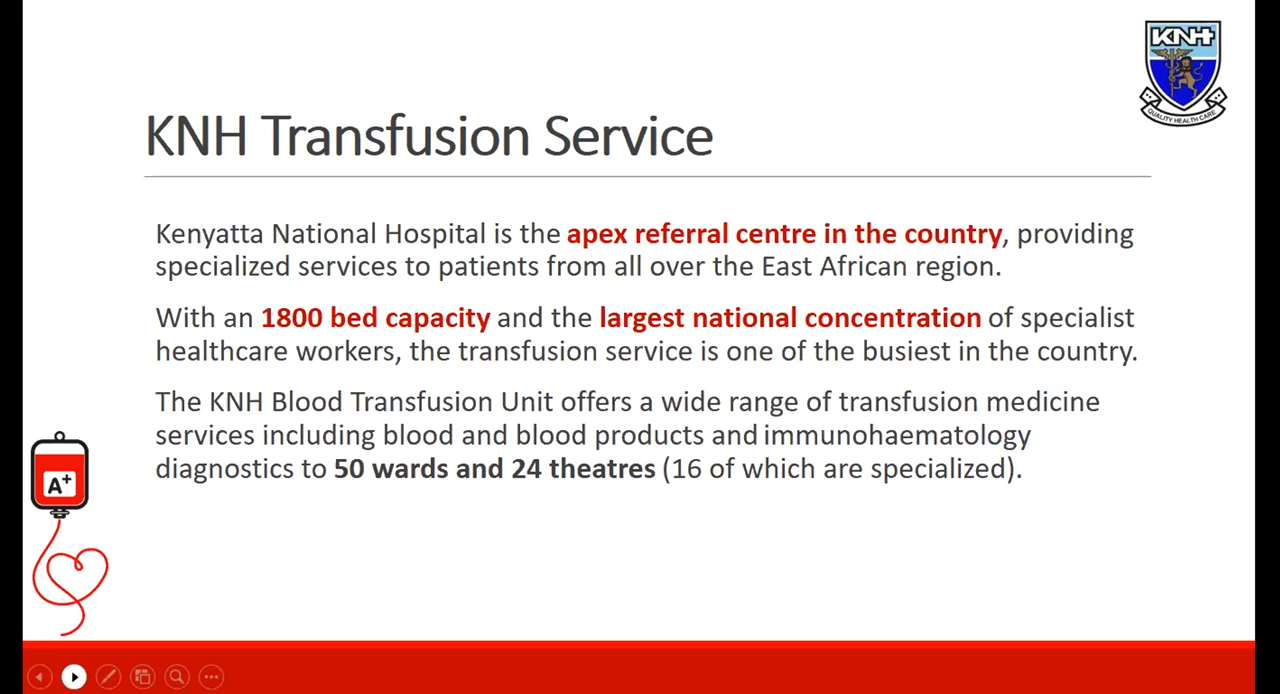 KNH
QUALITY HEALTH CARE
KNH Transfusion Service
Kenyatta National Hospital is the apex referral centre in the country, providing
specialized services to patients from all over the East African region.
With an 1800 bed capacity and the largest national concentration of specialist
healthcare workers, the transfusion service is one of the busiest in the country.
The KNH Blood Transfusion Unit offers a wide range of transfusion medicine
services including blood and blood products and immunohaematology
diagnostics to 50 wards and 24 theatres (16 of which are specialized).
A+